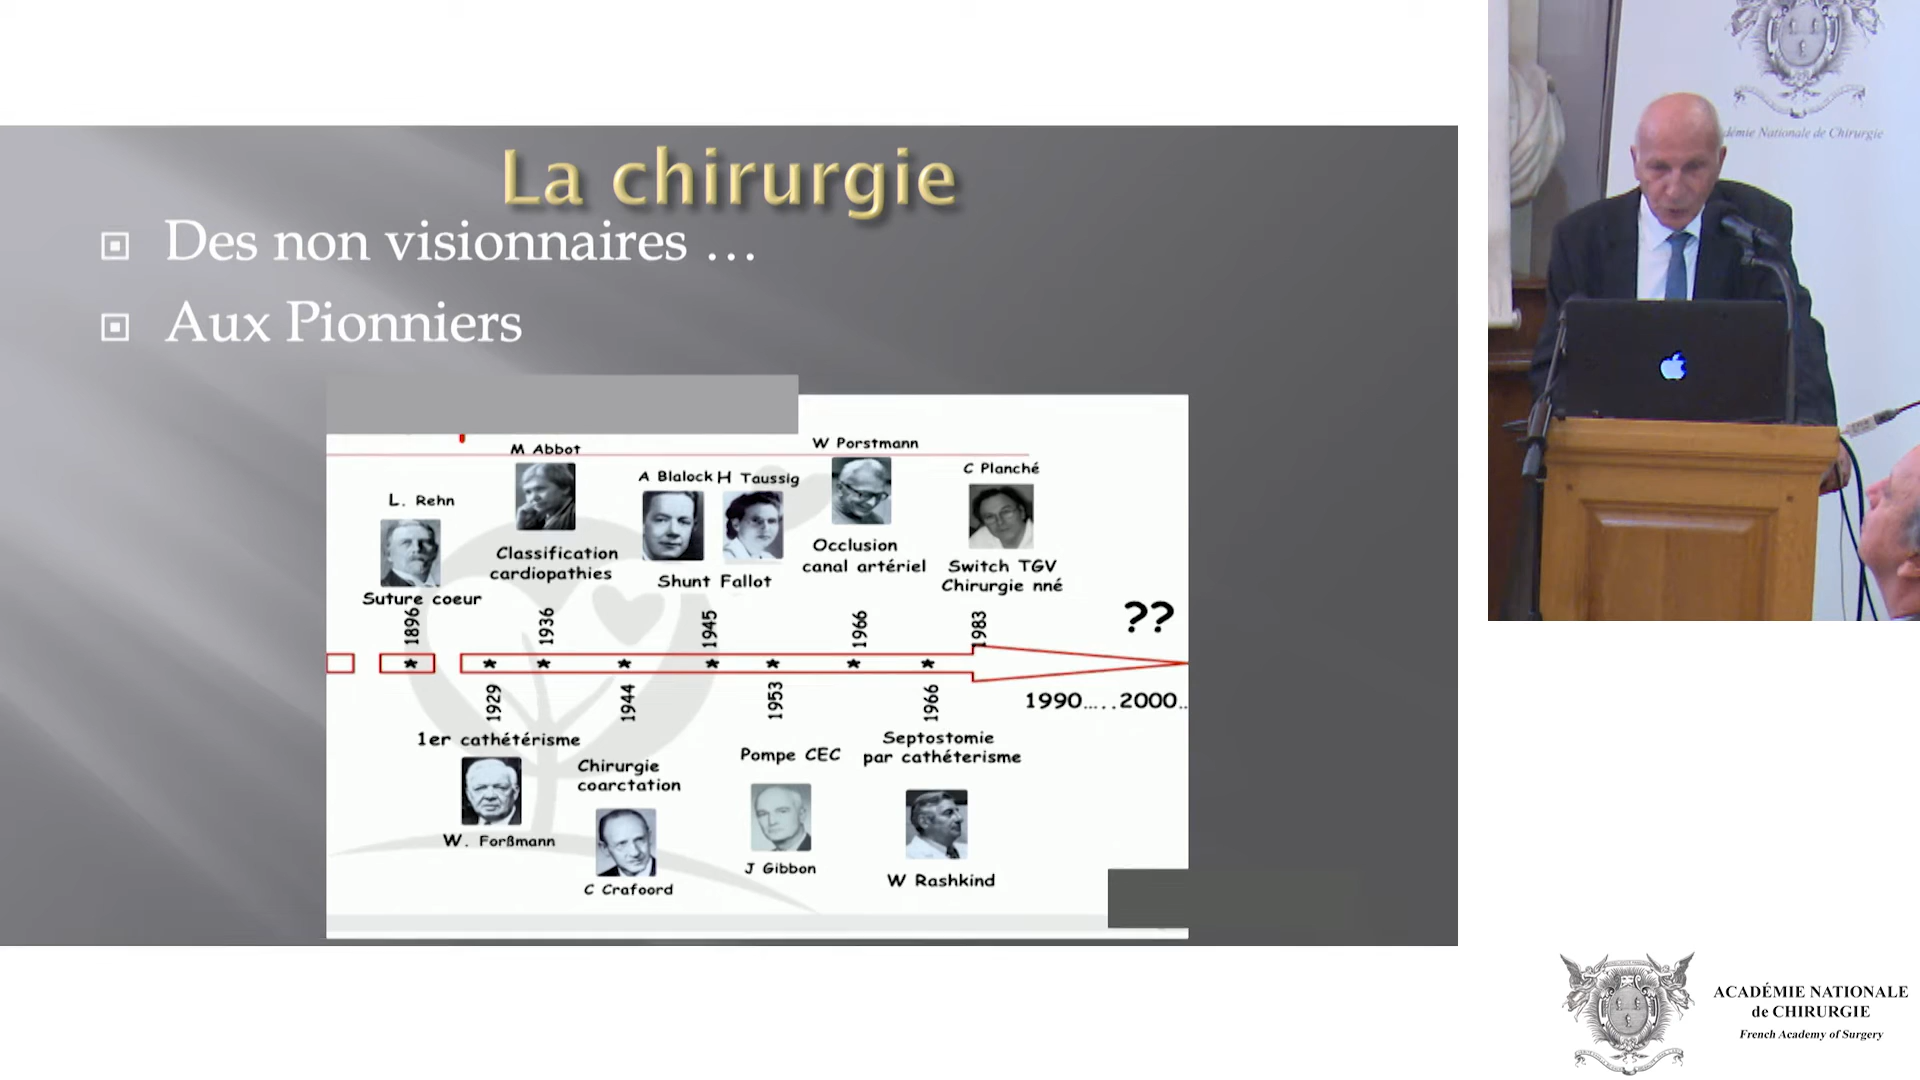 La chirurgie
Des non visionnaires …
Aux Pionniers
L. Rehn
Suture coeur
1896
M Abbot
Classification
cardiopathies
1936
A Blalock H Taussig
Shunt Fallot
1945
W Porstmann
Occlusion
canal artériel
1966
C Planché
Switch TGV
Chirurgie nné
1983
??
1990.....2000..
1929
1er cathétérisme
W. Forßmann
1944
Chirurgie
coarctation
C Crafoord
1953
Pompe CEC
J Gibbon
1966
Septostomie
par cathéterisme
W Rashkind
démie Nationale de Chirurgie
ACADÉMIE NATIONALE
de CHIRURGIE
French Academy of Surgery